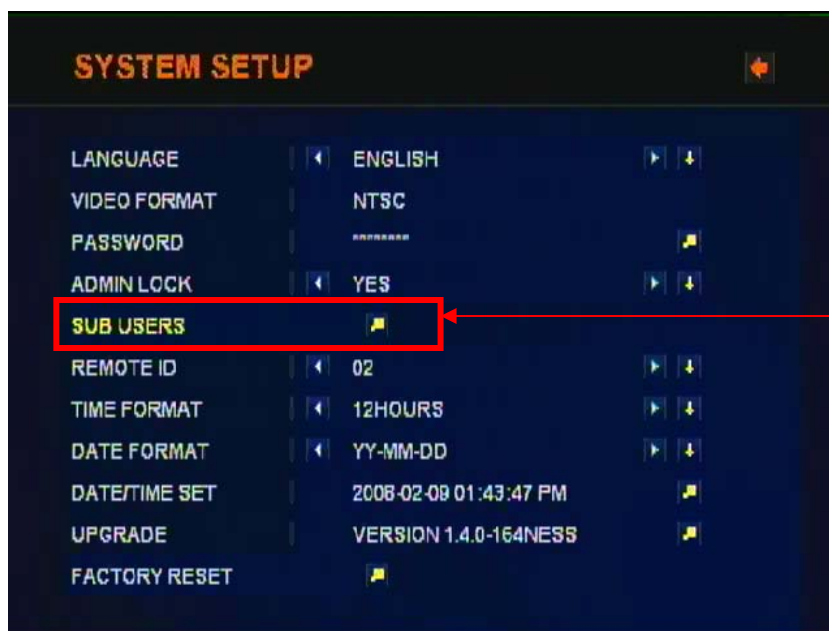 SYSTEM SETUP
LANGUAGE ENGLISH
VIDEO FORMAT NTSC
PASSWORD ********
ADMIN LOCK YES
SUB USERS
REMOTE ID 02
TIME FORMAT 12HOURS
DATE FORMAT YY-MM-DD
DATE/TIME SET 2006-02-09 01:43:47 PM
UPGRADE VERSION 1.4.0-164NESS
FACTORY RESET